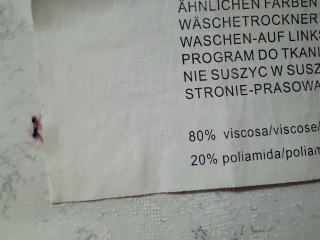 ÄHNLICHEN FARBEN
WÄSCHETROCKNER
WASCHEN-AUF LINKS
PROGRAM DO TKANI
NIE SUSZYC W SUSZ
STRONIE-PRASOWA
80% viscosa/viscose/
20% poliamida/poliam